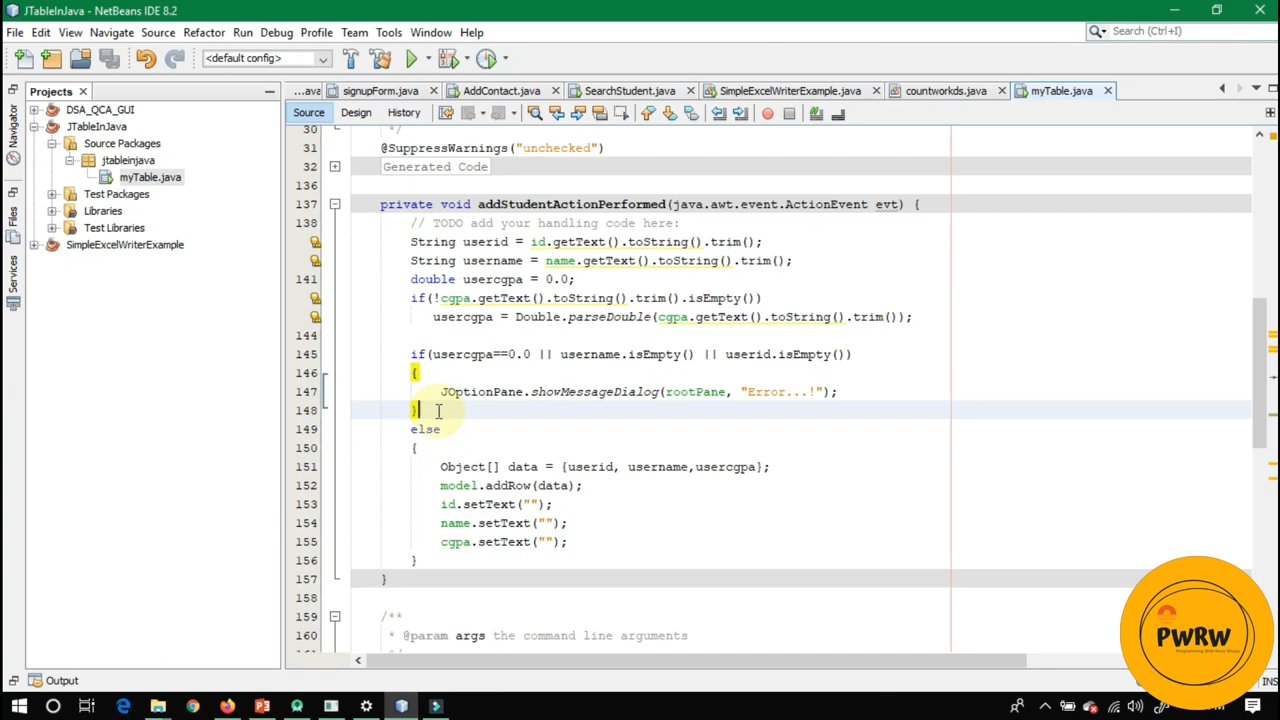 JTableInJava - NetBeans IDE 8.2
File Edit View Navigate Source Refactor Run Debug Profile Team Tools Window Help
Search (Ctrl+I)
<default config>
Projects
...ava signupForm.java AddContact.java SearchStudent.java SimpleExcelWriterExample.java countworkds.java myTable.java
Source Design History
Navigator
Files
Services
DSA_QCA_GUI
JTableInJava
Source Packages
jtableinjava
myTable.java
Test Packages
Libraries
Test Libraries
SimpleExcelWriterExample
30 */
31 @SuppressWarnings("unchecked")
32 Generated Code
136
137 private void addStudentActionPerformed(java.awt.event.ActionEvent evt) {
138 // TODO add your handling code here:
String userid = id.getText().toString().trim();
String username = name.getText().toString().trim();
141 double usercgpa = 0.0;
if(!cgpa.getText().toString().trim().isEmpty())
usercgpa = Double.parseDouble(cgpa.getText().toString().trim());
144
145 if(usercgpa==0.0 || username.isEmpty() || userid.isEmpty())
146 {
147 JOptionPane.showMessageDialog(rootPane, "Error...!");
148 }
149 else
150 {
151 Object[] data = {userid, username,usercgpa};
152 model.addRow(data);
153 id.setText("");
154 name.setText("");
155 cgpa.setText("");
156 }
157 }
158
159 /**
160 * @param args the command line arguments
Output
INS
PWRW